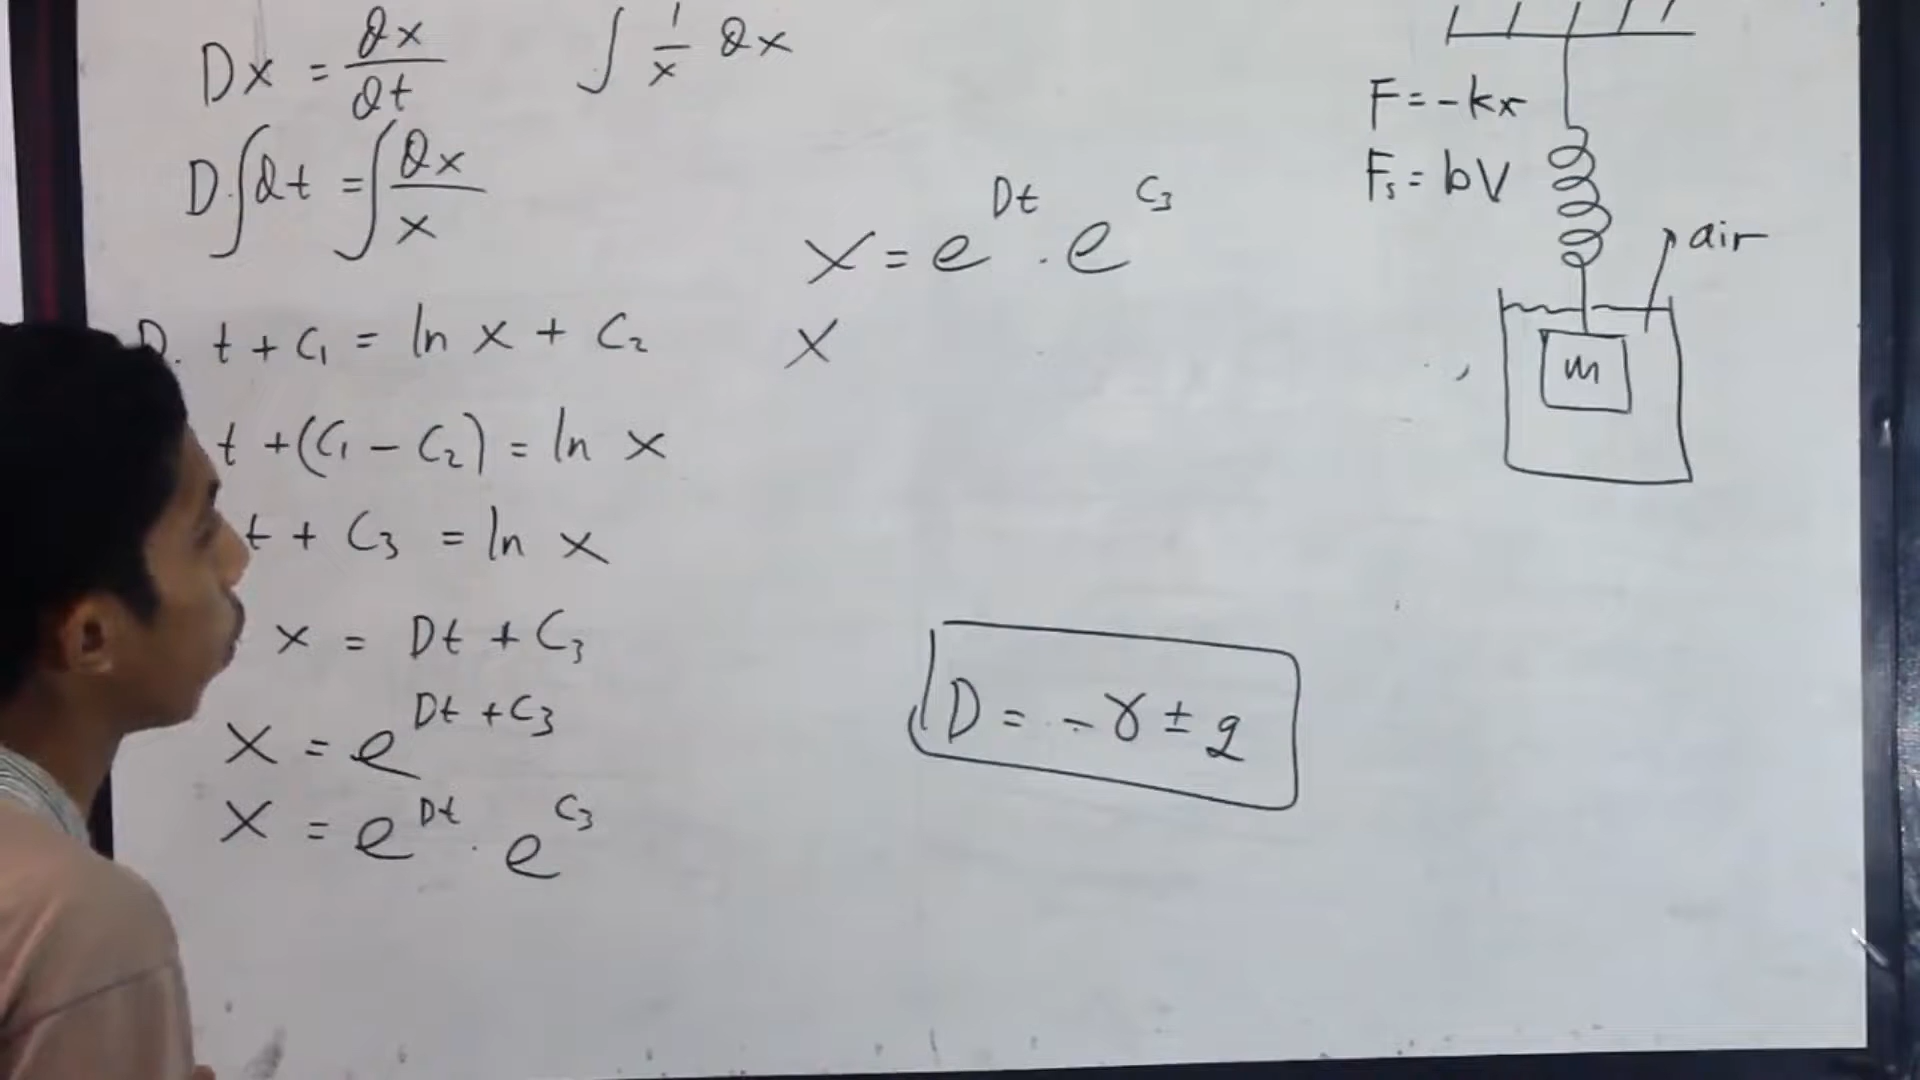 Dx = ∂x/∂t
∫ 1/x ∂x
D.∫∂t = ∫∂x/x
D. t + C₁ = ln x + C₂
t + (C₁ - C₂) = ln x
t + C₃ = ln x
x = Dt + C₃
X = e^(Dt + C₃)
X = e^(Dt) . e^(C₃)
X = e^(Dt) . e^(C₃)
X
D = - γ ± q
F = -kx
Fₛ = bV
air
m